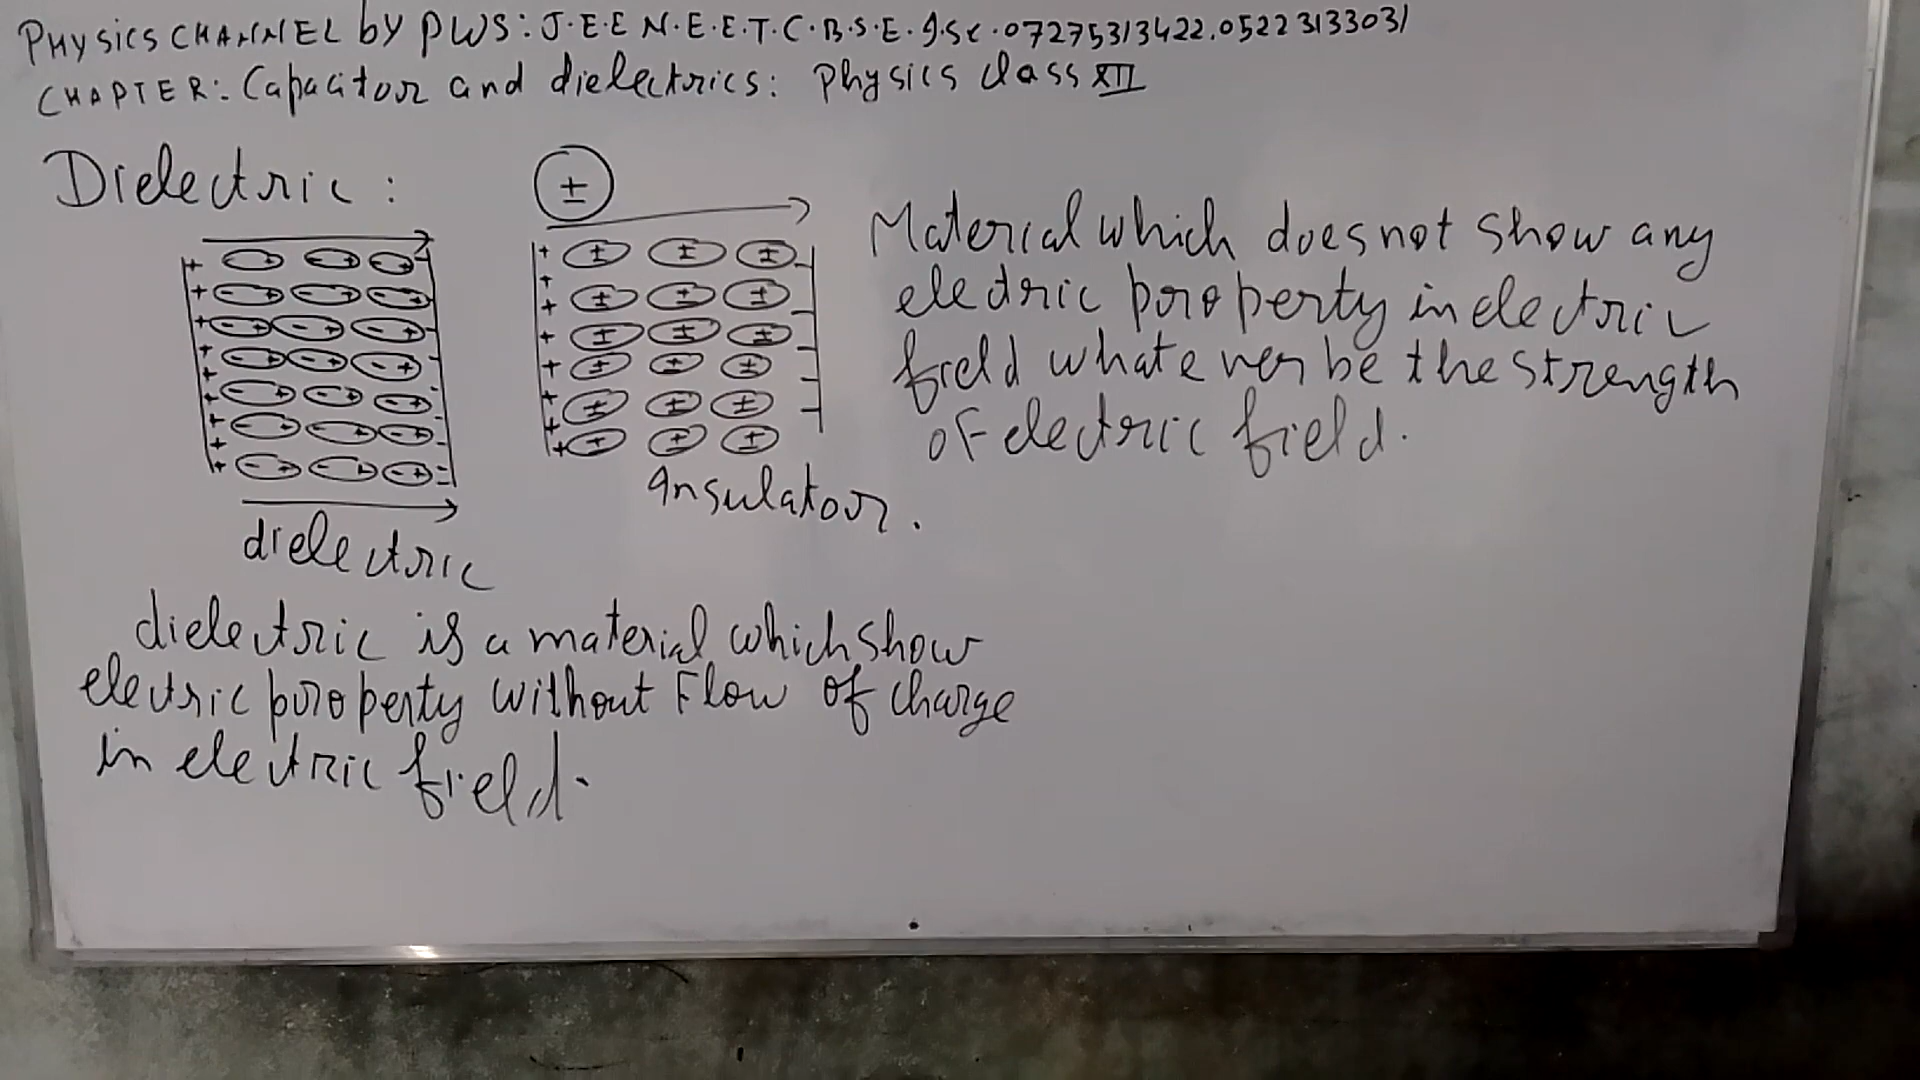 PHYSICS CHANNEL by PWS: J.E.E N.E.E.T.C.B.S.E. I.SC.07275313422.05223133031
CHAPTER: Capacitor and dielectrics: Physics class XII
Dielectric:
±
Material which does not show any
electric property in electric
field whatever be the strength
of electric field.
Insulator.
dielectric
dielectric is a material which show
electric property without Flow of charge
in electric field.